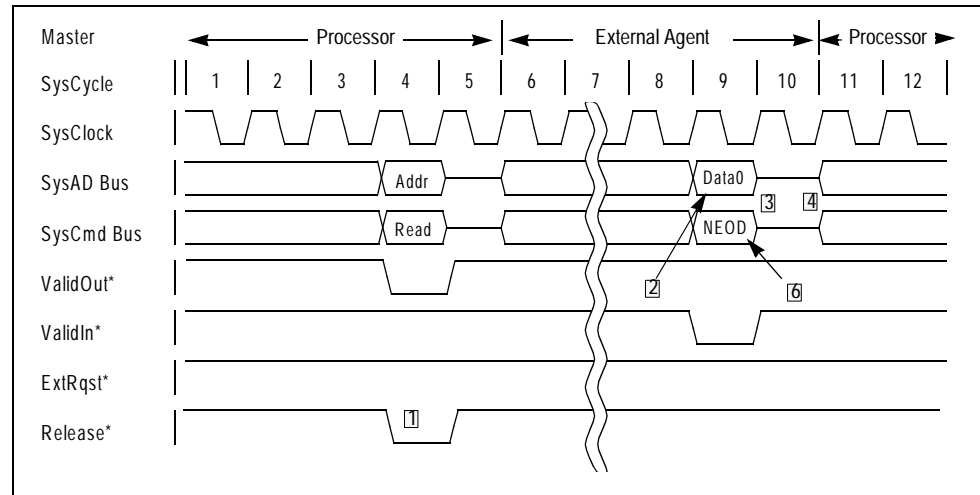 Master Processor External Agent Processor
SysCycle 1 2 3 4 5 6 7 8 9 10 11 12
SysClock
SysAD Bus Addr Data0
3 4
SysCmd Bus Read NEOD
ValidOut* 2 6
ValidIn*
ExtRqst*
1
Release*